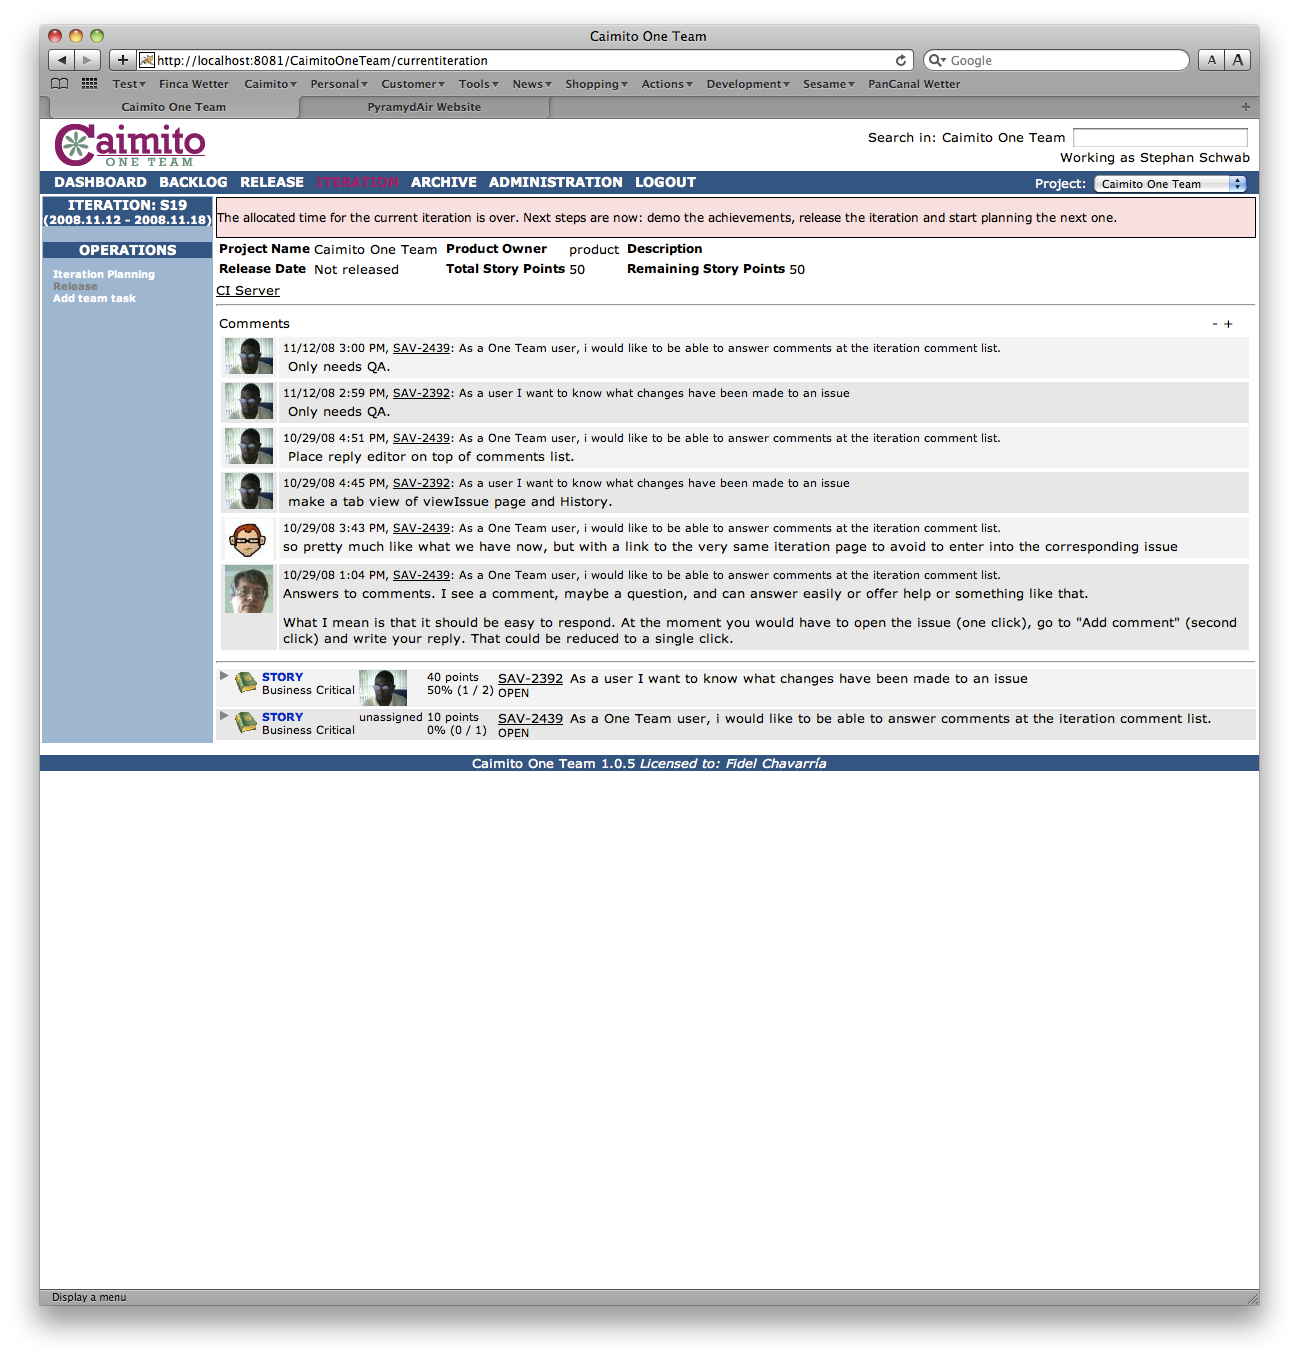 Caimito One Team
http://localhost:8081/CaimitoOneTeam/currentiteration
Google
A A
Test Finca Wetter Caimito Personal Customer Tools News Shopping Actions Development Sesame PanCanal Wetter
Caimito One Team PyramydAir Website
Caimito
ONE TEAM
Search in: Caimito One Team
Working as Stephan Schwab
DASHBOARD BACKLOG RELEASE ITERATION ARCHIVE ADMINISTRATION LOGOUT
Project: Caimito One Team
ITERATION: S19
(2008.11.12 - 2008.11.18)
OPERATIONS
Iteration Planning
Release
Add team task
The allocated time for the current iteration is over. Next steps are now: demo the achievements, release the iteration and start planning the next one.
Project Name Caimito One Team Product Owner product Description
Release Date Not released Total Story Points 50 Remaining Story Points 50
CI Server
Comments - +
11/12/08 3:00 PM, SAV-2439: As a One Team user, i would like to be able to answer comments at the iteration comment list.
Only needs QA.
11/12/08 2:59 PM, SAV-2392: As a user I want to know what changes have been made to an issue
Only needs QA.
10/29/08 4:51 PM, SAV-2439: As a One Team user, i would like to be able to answer comments at the iteration comment list.
Place reply editor on top of comments list.
10/29/08 4:45 PM, SAV-2392: As a user I want to know what changes have been made to an issue
make a tab view of viewIssue page and History.
10/29/08 3:43 PM, SAV-2439: As a One Team user, i would like to be able to answer comments at the iteration comment list.
so pretty much like what we have now, but with a link to the very same iteration page to avoid to enter into the corresponding issue
10/29/08 1:04 PM, SAV-2439: As a One Team user, i would like to be able to answer comments at the iteration comment list.
Answers to comments. I see a comment, maybe a question, and can answer easily or offer help or something like that.
What I mean is that it should be easy to respond. At the moment you would have to open the issue (one click), go to "Add comment" (second
click) and write your reply. That could be reduced to a single click.
STORY 40 points SAV-2392 As a user I want to know what changes have been made to an issue
Business Critical 50% (1 / 2) OPEN
STORY unassigned 10 points SAV-2439 As a One Team user, i would like to be able to answer comments at the iteration comment list.
Business Critical 0% (0 / 1) OPEN
Caimito One Team 1.0.5 Licensed to: Fidel Chavarría
Display a menu